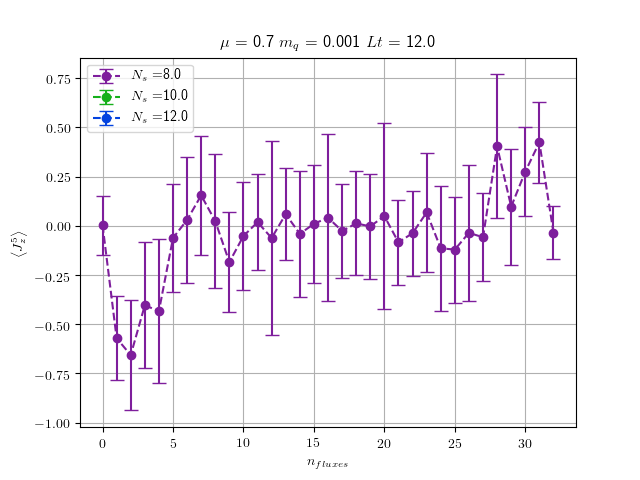 μ = 0.7 m_q = 0.001 Lt = 12.0
N_s =8.0
N_s =10.0
N_s =12.0
0.75
0.50
0.25
0.00
−0.25
−0.50
−0.75
−1.00
⟨J_z^5⟩
0 5 10 15 20 25 30
n_{fluxes}